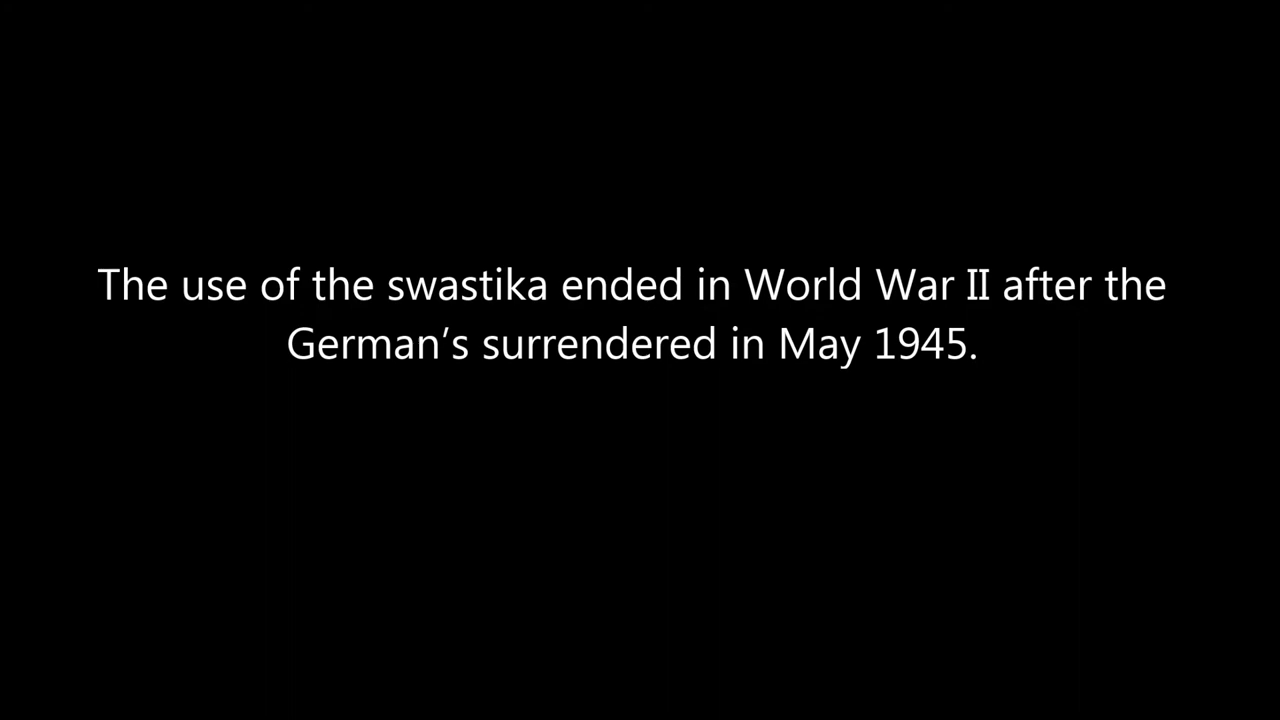 The use of the swastika ended in World War II after the
German’s surrendered in May 1945.